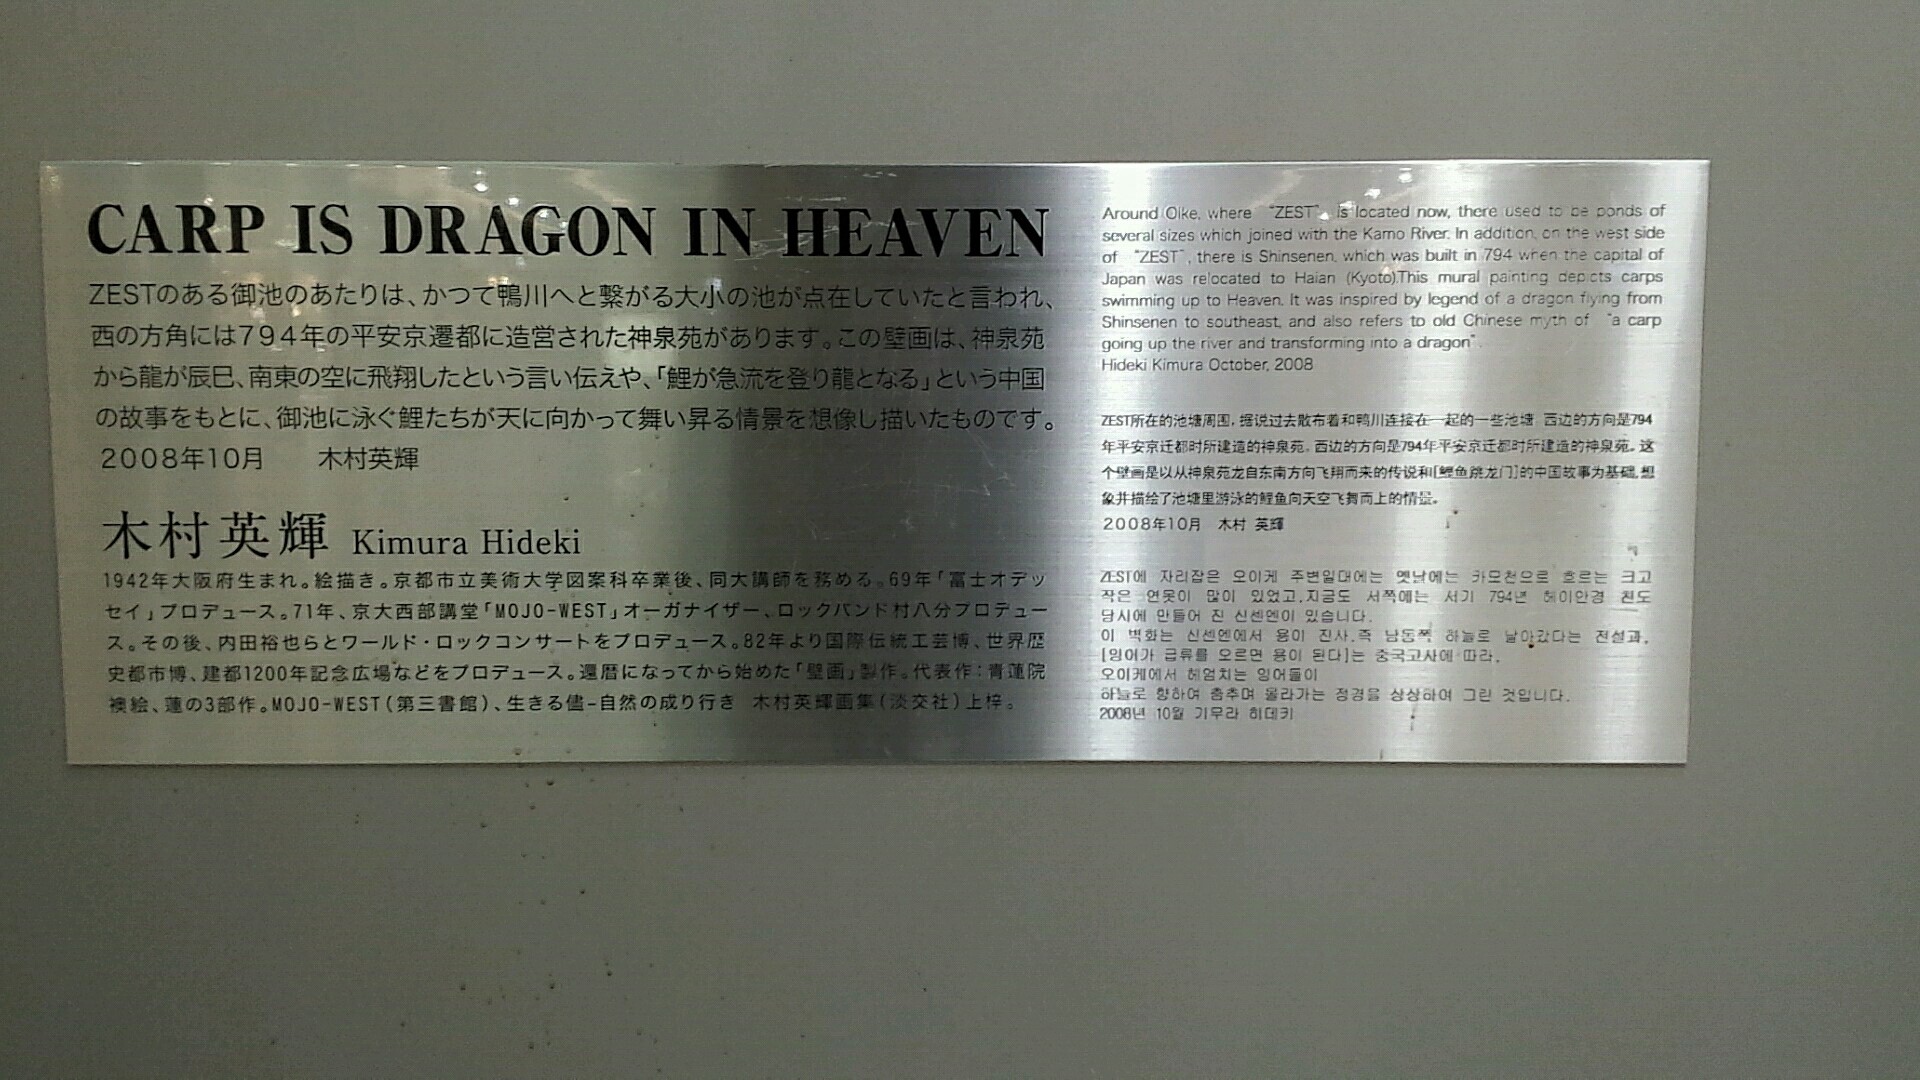 CARP IS DRAGON IN HEAVEN
ZESTのある御池のあたりは、かつて鴨川へと繋がる大小の池が点在していたと言われ、
西の方角には794年の平安京遷都に造営された神泉苑があります。この壁画は、神泉苑
から龍が辰巳、南東の空に飛翔したという言い伝えや、「鯉が急流を登り龍となる」という中国
の故事をもとに、御池に泳ぐ鯉たちが天に向かって舞い昇る情景を想像し描いたものです。
2008年10月 木村英輝
木村英輝 Kimura Hideki
1942年大阪府生まれ。絵描き。京都市立美術大学図案科卒業後、同大講師を務める。69年「富士オデッ
セイ」プロデュース。71年、京大西部講堂「MOJO-WEST」オーガナイザー、ロックバンド村八分プロデュー
ス。その後、内田裕也らとワールド・ロックコンサートをプロデュース。82年より国際伝統工芸博、世界歴
史都市博、建都1200年記念広場などをプロデュース。還暦になってから始めた「壁画」製作。代表作:青蓮院
襖絵、蓮の3部作。MOJO-WEST(第三書館)、生きる儘-自然の成り行き 木村英輝画集(淡交社)上梓。
Around Oike, where "ZEST", is located now, there used to be ponds of
several sizes which joined with the Kamo River. In addition, on the west side
of "ZEST", there is Shinsenen, which was built in 794 when the capital of
Japan was relocated to Haian (Kyoto)This mural painting depicts carps
swimming up to Heaven. It was inspired by legend of a dragon flying from
Shinsenen to southeast, and also refers to old Chinese myth of "a carp
going up the river and transforming into a dragon".
Hideki Kimura October, 2008
ZEST所在的池塘周围，据说过去散布着和鸭川连接在一起的一些池塘 西边的方向是794
年平安京迁都时所建造的神泉苑。西边的方向是794年平安京迁都时所建造的神泉苑。这
个壁画是以从神泉苑龙自东南方向飞翔而来的传说和[鲤鱼跳龙门]的中国故事为基础,想
象并描绘了池塘里游泳的鲤鱼向天空飞舞而上的情景。
2008年10月 木村 英輝
ZEST에 자리잡은 오이케 주변일대에는 옛날에는 카모천으로 흐르는 크고
작은 연못이 많이 있었고,지금도 서쪽에는 서기 794년 헤이안경 천도
당시에 만들어 진 신센엔이 있습니다.
이 벽화는 신센엔에서 용이 진사,즉 남동쪽 하늘로 날아갔다는 전설과,
[잉어가 급류를 오르면 용이 된다]는 중국고사에 따라,
오이케에서 헤엄치는 잉어들이
하늘로 향하여 춤추며 올라가는 정경을 상상하여 그린 것입니다.
2008년 10월 기무라 히데키